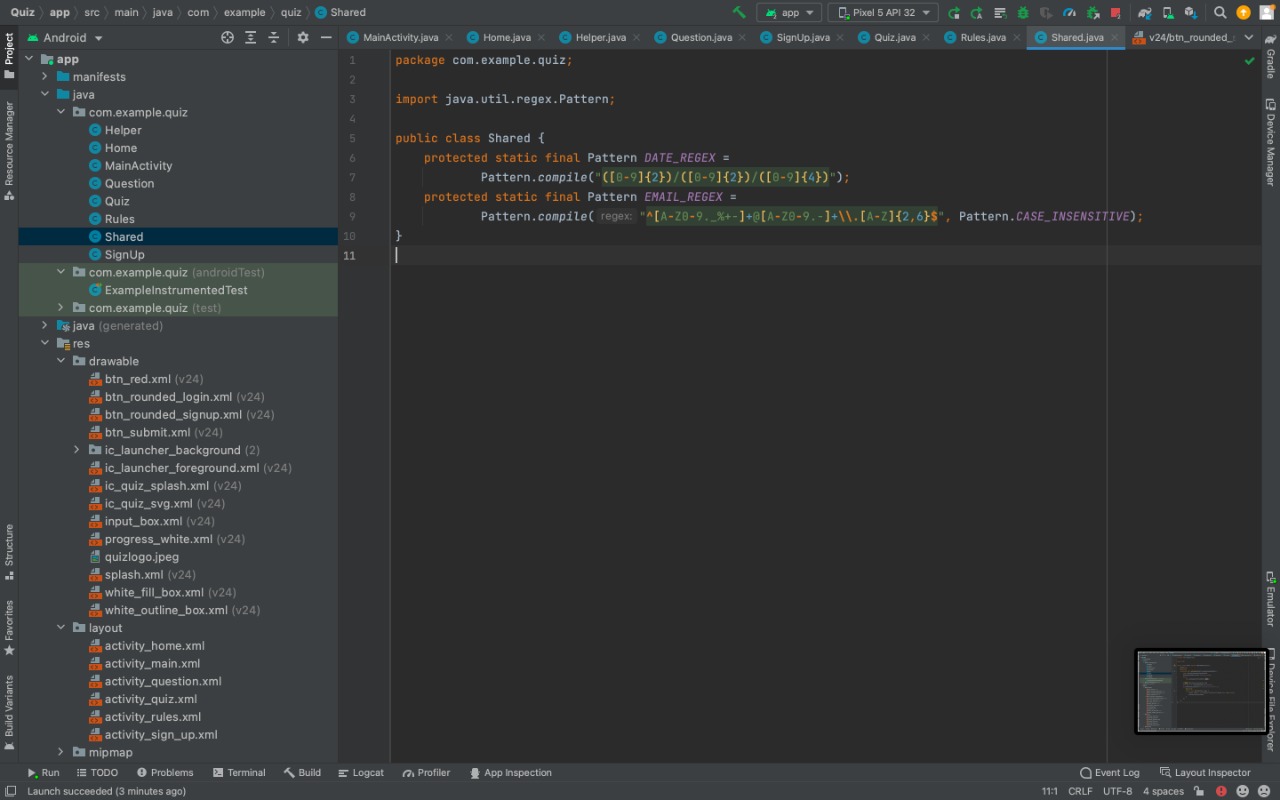 Quiz app src main java com example quiz Shared
app Pixel 5 API 32
Android
MainActivity.java Home.java Helper.java Question.java SignUp.java Quiz.java Rules.java Shared.java v24/btn_rounded_
Project
Resource Manager
Structure
Favorites
Build Variants
app
manifests
java
com.example.quiz
Helper
Home
MainActivity
Question
Quiz
Rules
Shared
SignUp
com.example.quiz (androidTest)
ExampleInstrumentedTest
com.example.quiz (test)
java (generated)
res
drawable
btn_red.xml (v24)
btn_rounded_login.xml (v24)
btn_rounded_signup.xml (v24)
btn_submit.xml (v24)
ic_launcher_background (2)
ic_launcher_foreground.xml (v24)
ic_quiz_splash.xml (v24)
ic_quiz_svg.xml (v24)
input_box.xml (v24)
progress_white.xml (v24)
quizlogo.jpeg
splash.xml (v24)
white_fill_box.xml (v24)
white_outline_box.xml (v24)
layout
activity_home.xml
activity_main.xml
activity_question.xml
activity_quiz.xml
activity_rules.xml
activity_sign_up.xml
mipmap
1 package com.example.quiz;
2
3 import java.util.regex.Pattern;
4
5 public class Shared {
6 protected static final Pattern DATE_REGEX =
7 Pattern.compile("([0-9]{2})/([0-9]{2})/([0-9]{4})");
8 protected static final Pattern EMAIL_REGEX =
9 Pattern.compile( regex: "^[A-Z0-9._%+-]+@[A-Z0-9.-]+\\.[A-Z]{2,6}$", Pattern.CASE_INSENSITIVE);
10 }
11
Gradle
Device Manager
Emulator
Device File Explorer
Run TODO Problems Terminal Build Logcat Profiler App Inspection Event Log Layout Inspector
Launch succeeded (3 minutes ago) 11:1 CRLF UTF-8 4 spaces